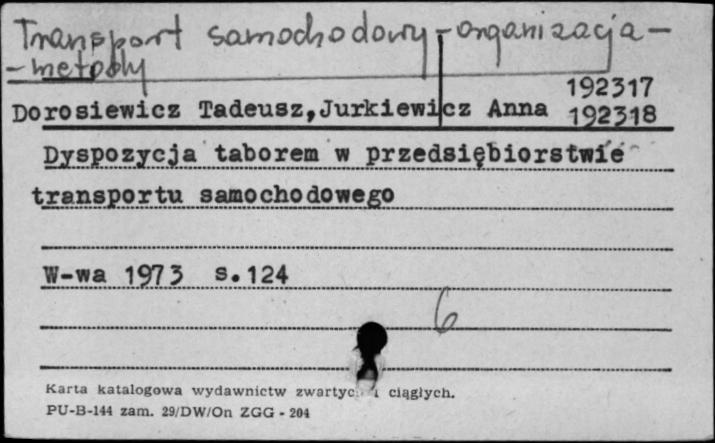 Transport samochodowy - organizacja -
- metody
192317
Dorosiewicz Tadeusz, Jurkiewicz Anna 192318
Dyspozycja taborem w przedsiębiorstwie
transportu samochodowego
W-wa 1973 s.124
6
Karta katalogowa wydawnictw zwartyc i ciągłych.
PU-B-144 zam. 29/DW/On ZGG - 204